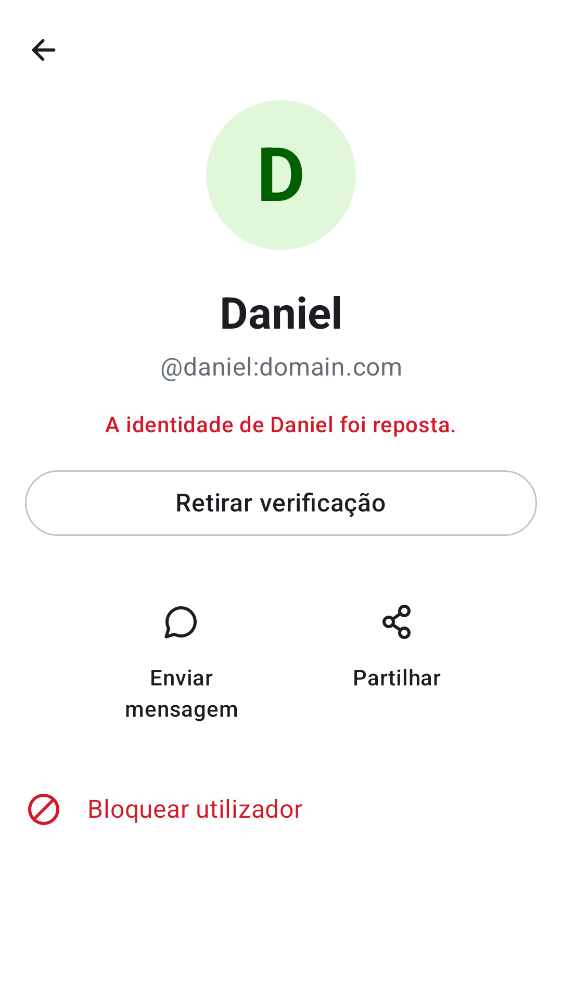 D
Daniel
@daniel:domain.com
A identidade de Daniel foi reposta.
Retirar verificação
Enviar
mensagem
Partilhar
Bloquear utilizador